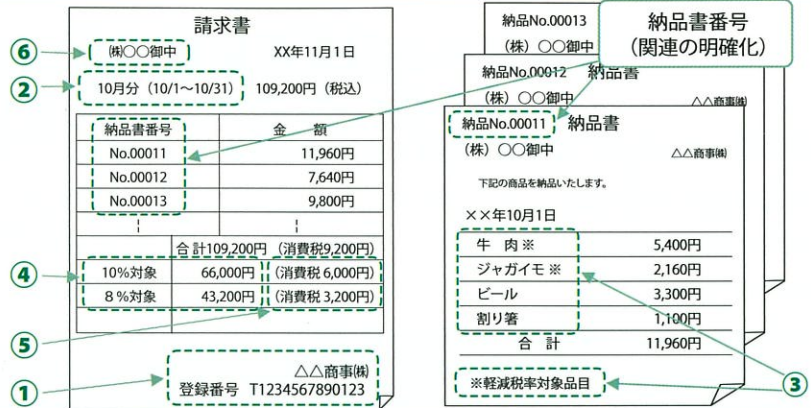 請求書
⑥
㈱○○御中
XX年11月1日
②
10月分（10/1～10/31） 109,200円（税込）
納品書番号 金 額
No.00011 11,960円
No.00012 7,640円
No.00013 9,800円
合計109,200円 （消費税9,200円）
④
10%対象 66,000円 （消費税 6,000円）
8%対象 43,200円 （消費税 3,200円）
⑤
①
△△商事㈱
登録番号 T1234567890123
納品書番号
（関連の明確化）
納品No.00013
（株）○○御中
納品No.00012 納品書
（株）○○御中
△△商事㈱
納品No.00011 納品書
（株）○○御中
△△商事㈱
下記の商品を納品いたします。
××年10月1日
牛 肉※ 5,400円
ジャガイモ※ 2,160円
ビール 3,300円
割り箸 1,100円
合 計 11,960円
③
※軽減税率対象品目